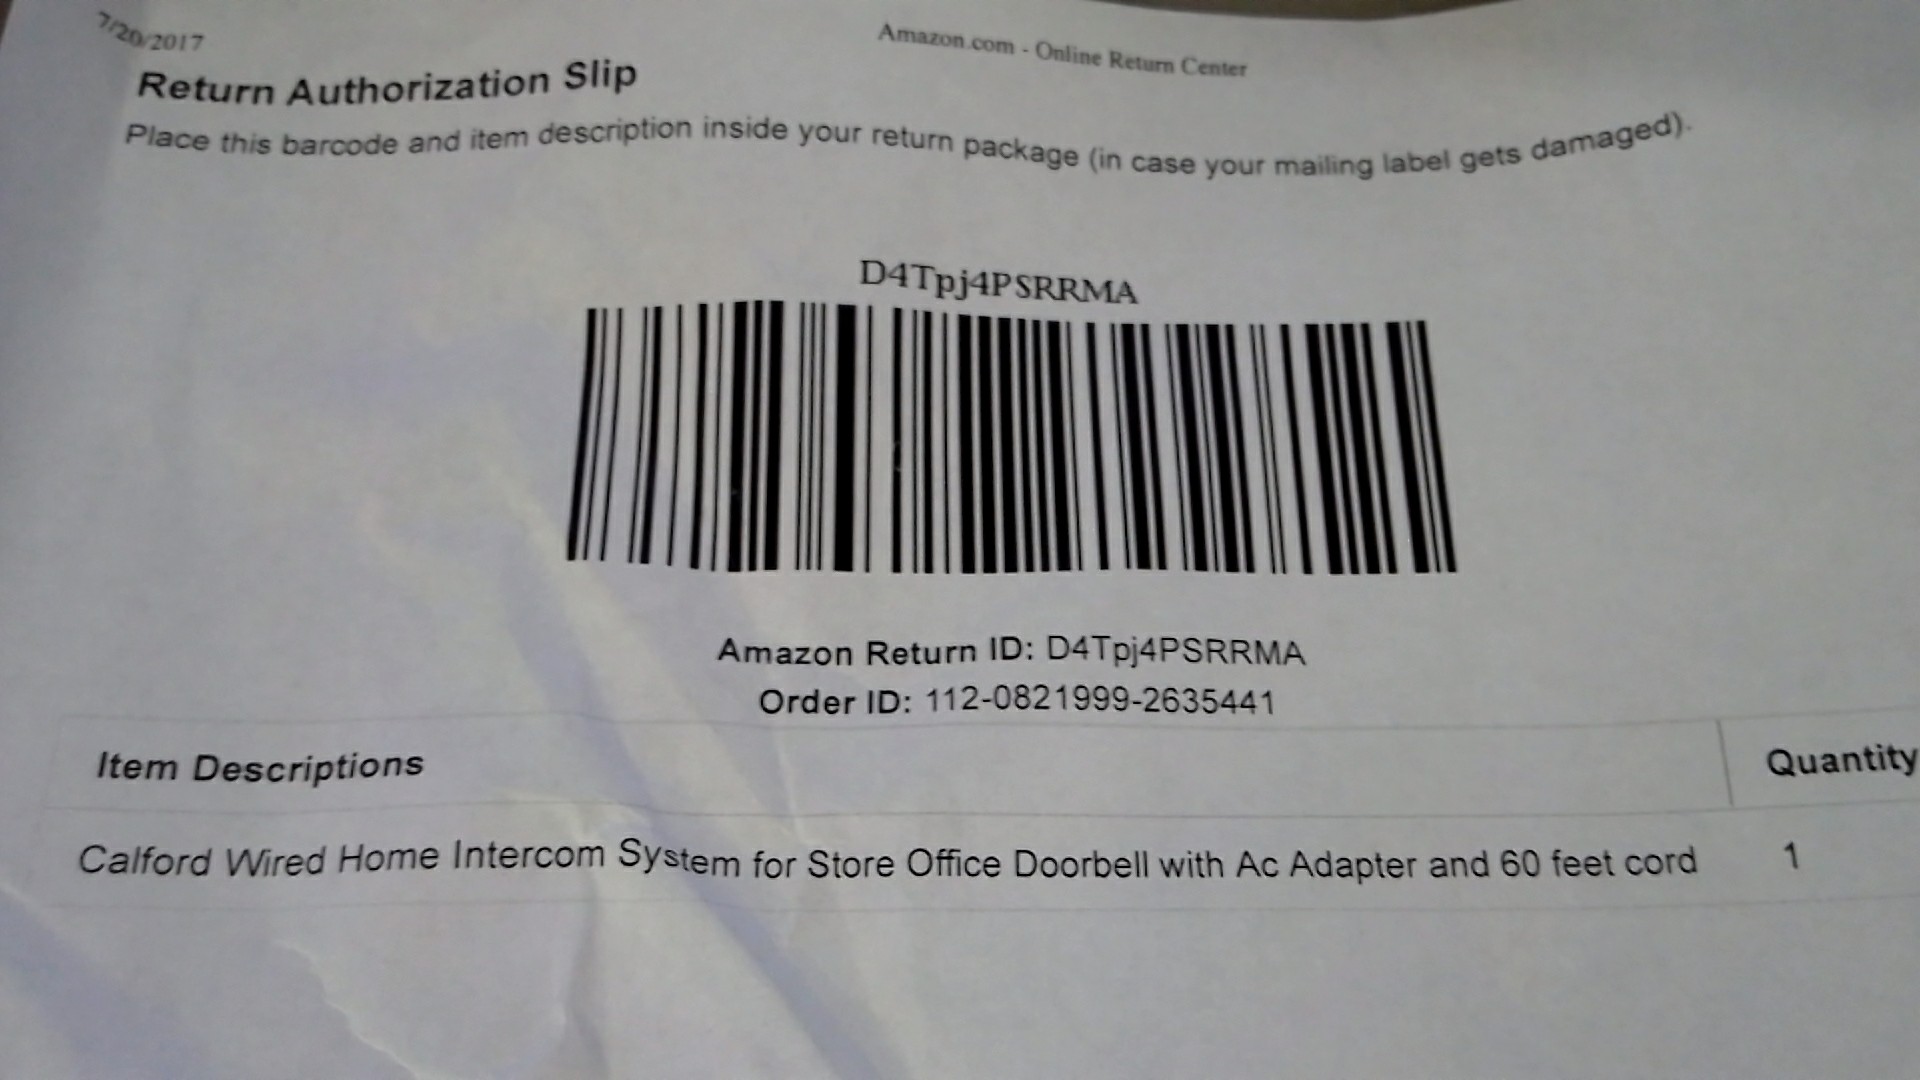 7/20/2017
Amazon.com - Online Return Center
Return Authorization Slip
Place this barcode and item description inside your return package (in case your mailing label gets damaged).
D4Tpj4PSRRMA
Amazon Return ID: D4Tpj4PSRRMA
Order ID: 112-0821999-2635441
Item Descriptions Quantity
Calford Wired Home Intercom System for Store Office Doorbell with Ac Adapter and 60 feet cord 1